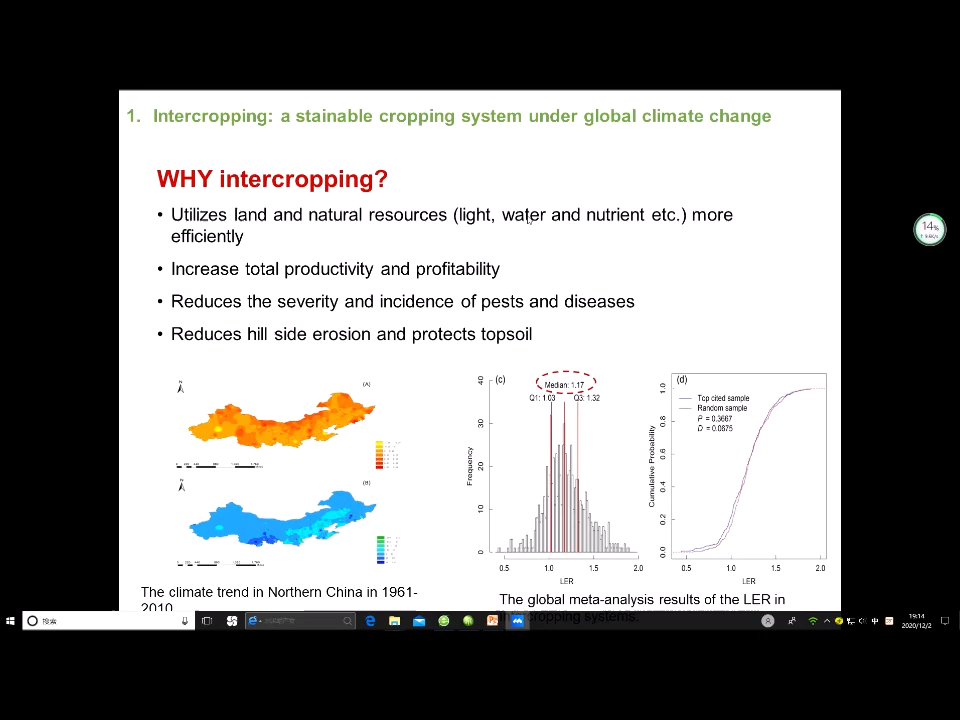 1. Intercropping: a stainable cropping system under global climate change
WHY intercropping?
• Utilizes land and natural resources (light, water and nutrient etc.) more
efficiently
• Increase total productivity and profitability
• Reduces the severity and incidence of pests and diseases
• Reduces hill side erosion and protects topsoil
14%
N
(A)
N
(B)
The climate trend in Northern China in 1961-
2010
(c)
Median: 1.17
Q1: 1.03 Q3: 1.32
Frequency
40
30
20
10
0
0.5 1.0 1.5 2.0
LER
(d)
Top cited sample
Random sample
P = 0.3667
D = 0.0875
Cumulative Probability
1.0
0.8
0.6
0.4
0.2
0.0
0.5 1.0 1.5 2.0
LER
The global meta-analysis results of the LER in
cropping systems.
搜索
中
19:14
2020/12/2